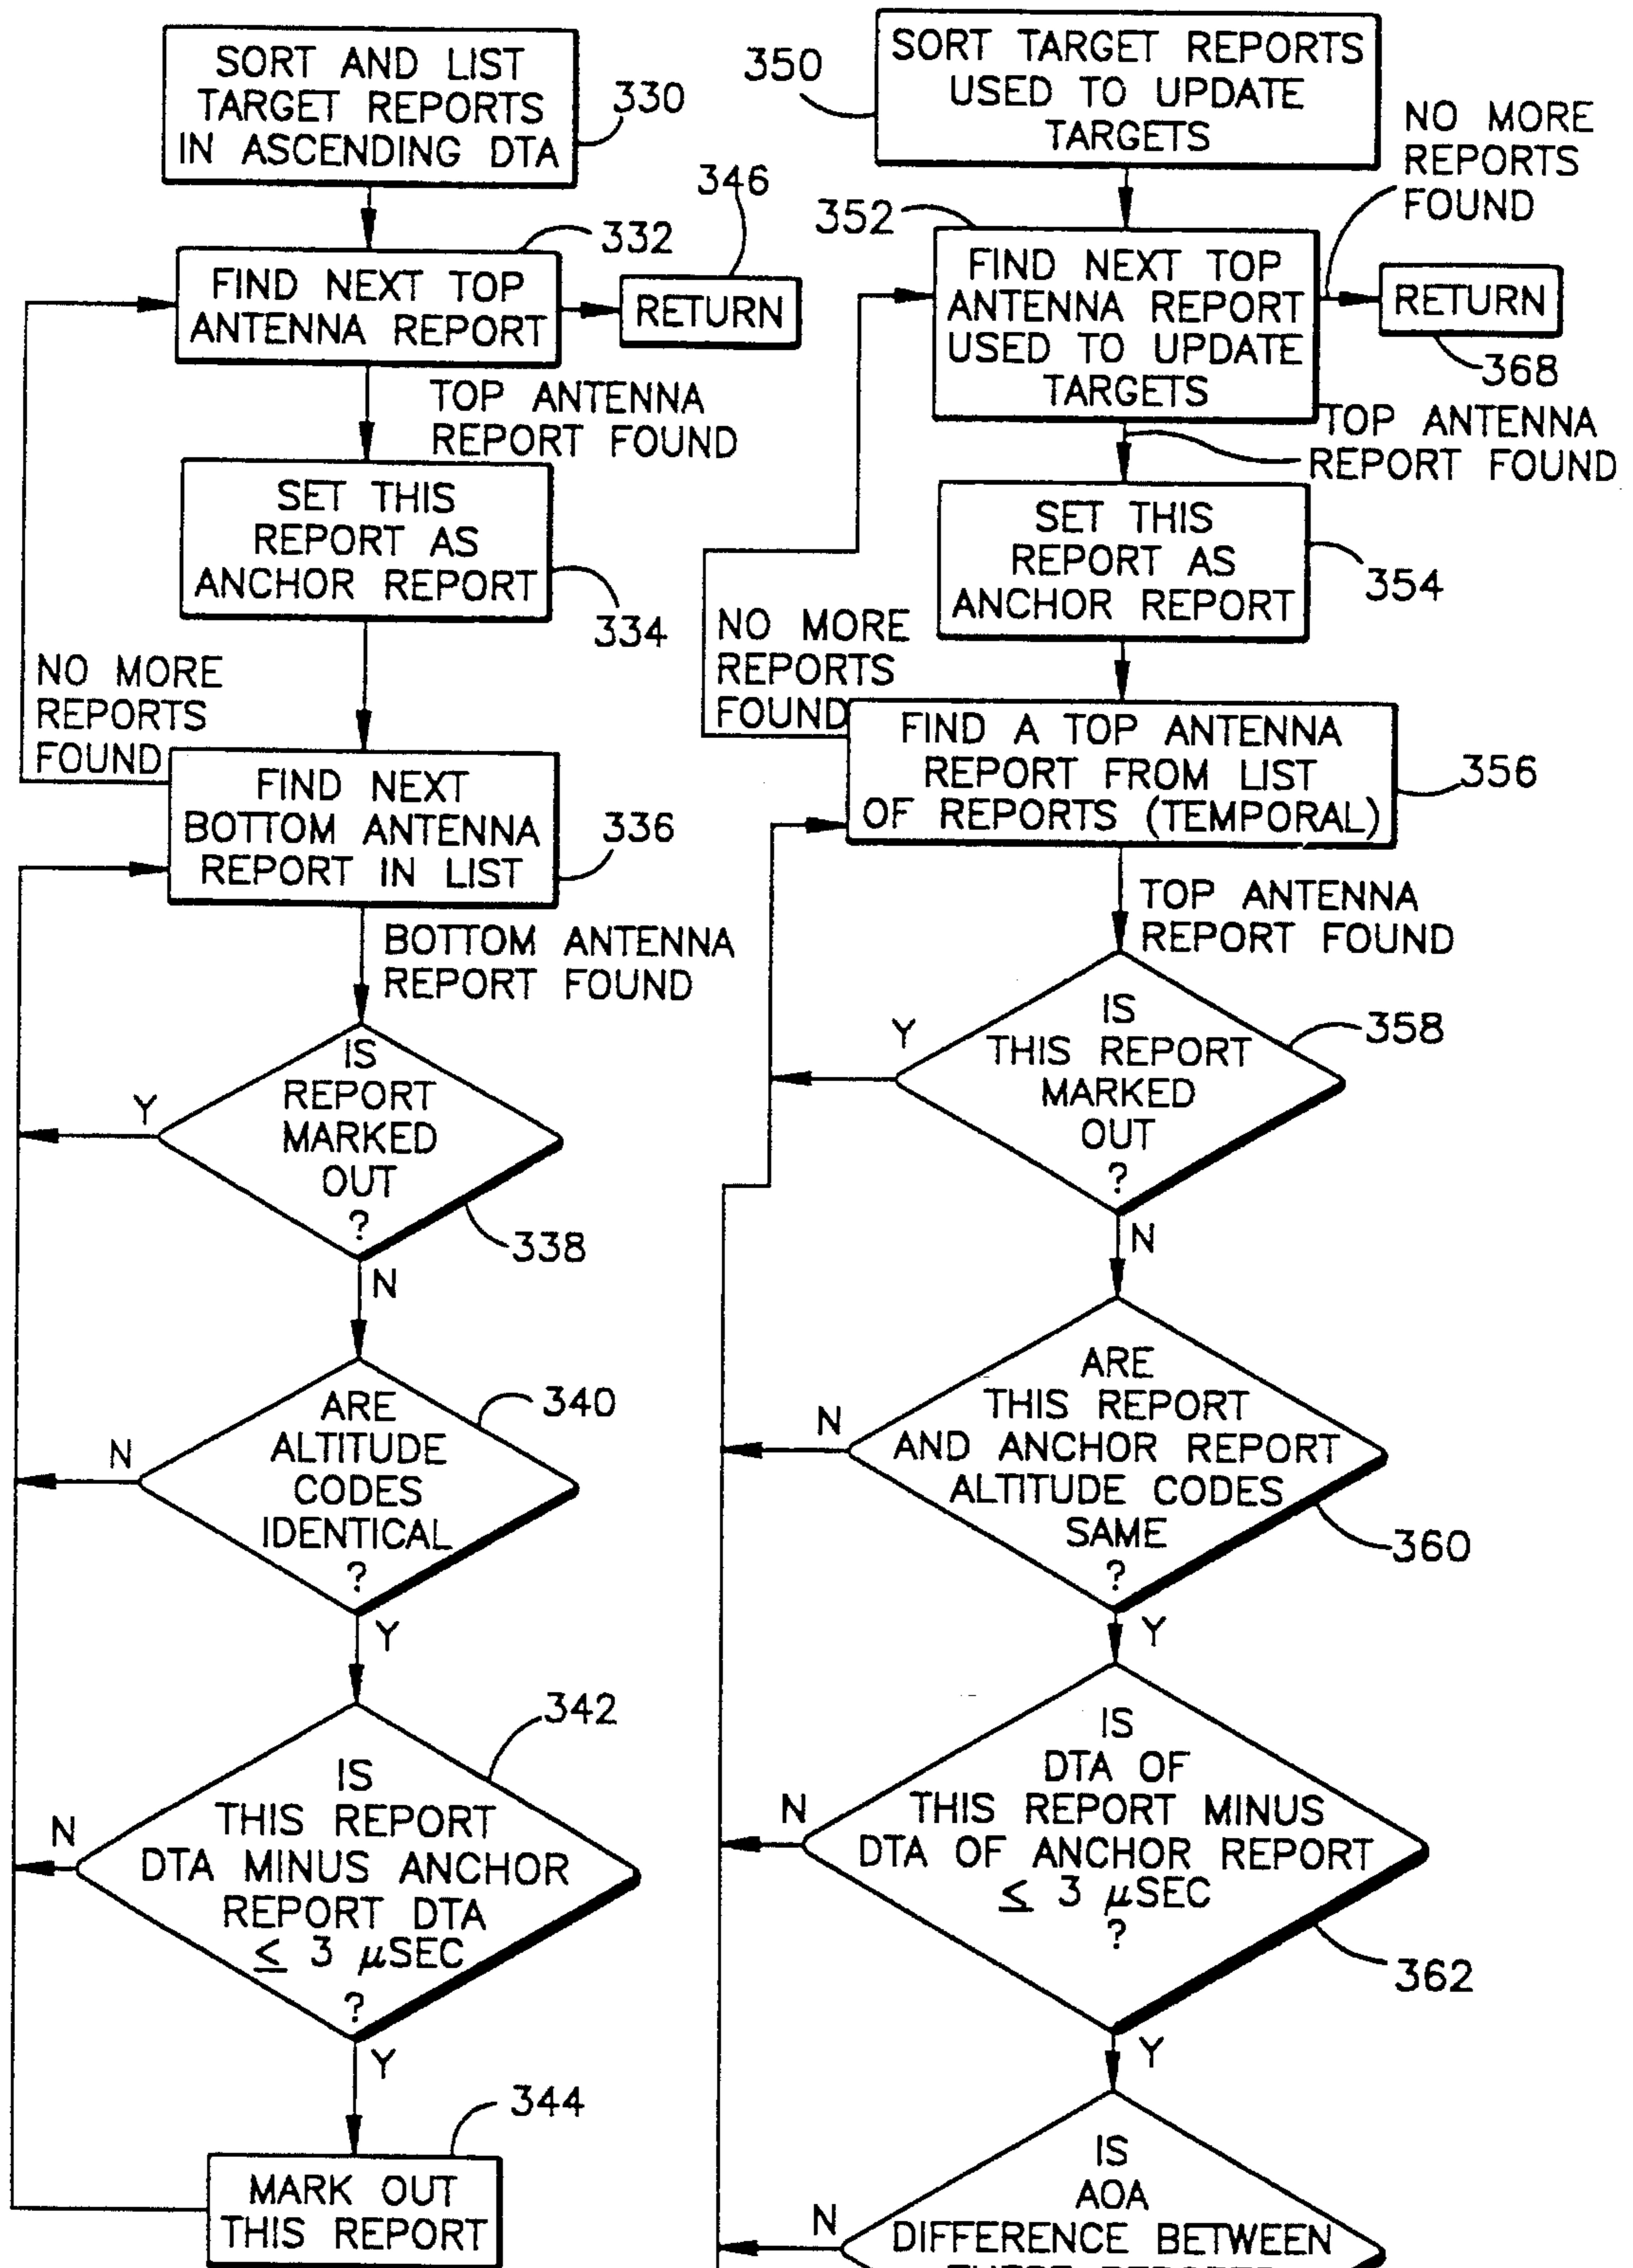 SORT AND LIST
TARGET REPORTS
IN ASCENDING DTA
330
346
332
FIND NEXT TOP
ANTENNA REPORT
RETURN
TOP ANTENNA
REPORT FOUND
SET THIS
REPORT AS
ANCHOR REPORT
334
NO MORE
REPORTS
FOUND
FIND NEXT
BOTTOM ANTENNA
REPORT IN LIST
336
BOTTOM ANTENNA
REPORT FOUND
IS
REPORT
MARKED
OUT
?
Y
338
N
ARE
ALTITUDE
CODES
IDENTICAL
?
340
N
Y
342
IS
THIS REPORT
DTA MINUS ANCHOR
REPORT DTA
≤ 3 μSEC
?
N
Y
344
MARK OUT
THIS REPORT
350
SORT TARGET REPORTS
USED TO UPDATE
TARGETS
NO MORE
REPORTS
FOUND
352
FIND NEXT TOP
ANTENNA REPORT
USED TO UPDATE
TARGETS
RETURN
368
TOP ANTENNA
REPORT FOUND
SET THIS
REPORT AS
ANCHOR REPORT
354
NO MORE
REPORTS
FOUND
FIND A TOP ANTENNA
REPORT FROM LIST
OF REPORTS (TEMPORAL)
356
TOP ANTENNA
REPORT FOUND
IS
THIS REPORT
MARKED
OUT
?
Y
358
N
ARE
THIS REPORT
AND ANCHOR REPORT
ALTITUDE CODES
SAME
?
N
360
Y
IS
DTA OF
THIS REPORT MINUS
DTA OF ANCHOR REPORT
≤ 3 μSEC
?
N
362
Y
IS
AOA
DIFFERENCE BETWEEN
N